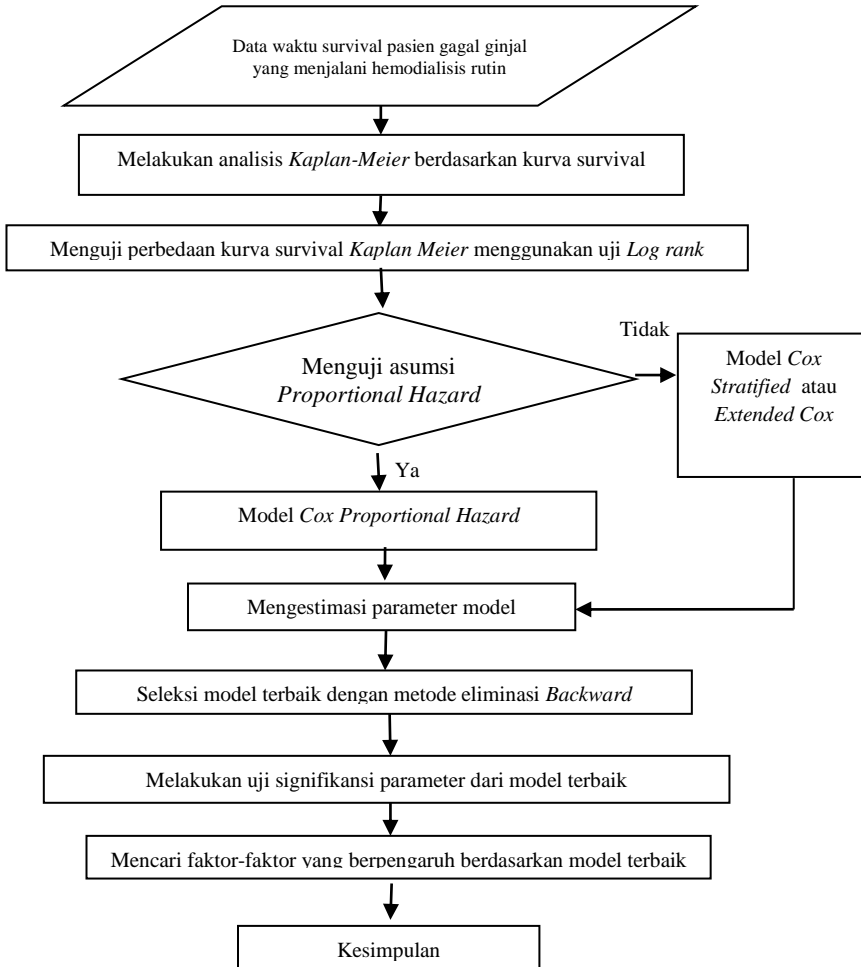 Data waktu survival pasien gagal ginjal
yang menjalani hemodialisis rutin
Melakukan analisis Kaplan-Meier berdasarkan kurva survival
Menguji perbedaan kurva survival Kaplan Meier menggunakan uji Log rank
Menguji asumsi
Proportional Hazard
Tidak
Model Cox
Stratified atau
Extended Cox
Ya
Model Cox Proportional Hazard
Mengestimasi parameter model
Seleksi model terbaik dengan metode eliminasi Backward
Melakukan uji signifikansi parameter dari model terbaik
Mencari faktor-faktor yang berpengaruh berdasarkan model terbaik
Kesimpulan